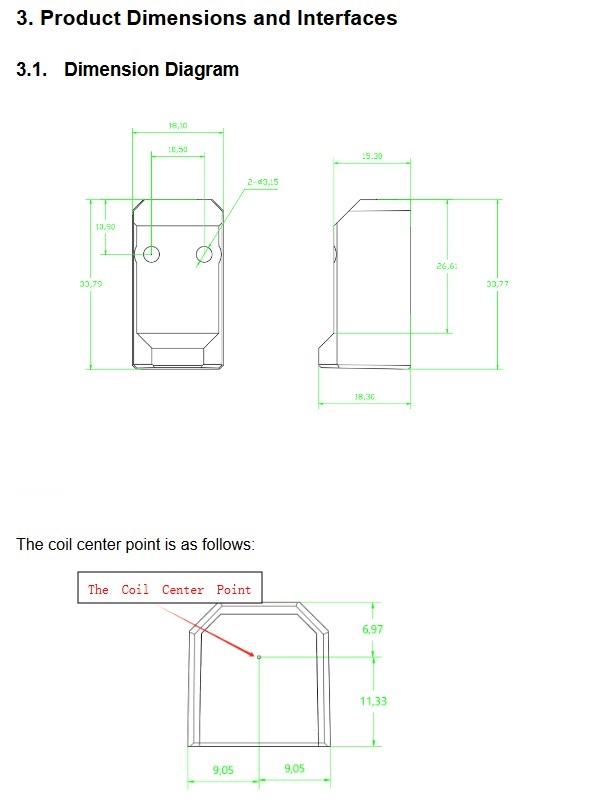 3. Product Dimensions and Interfaces
3.1. Dimension Diagram
18,10
10,50
15.30
2-Ø3,15
10,90
26,61
33,79
33,77
18,30
The coil center point is as follows:
The Coil Center Point
6,97
11,33
9,05
9,05